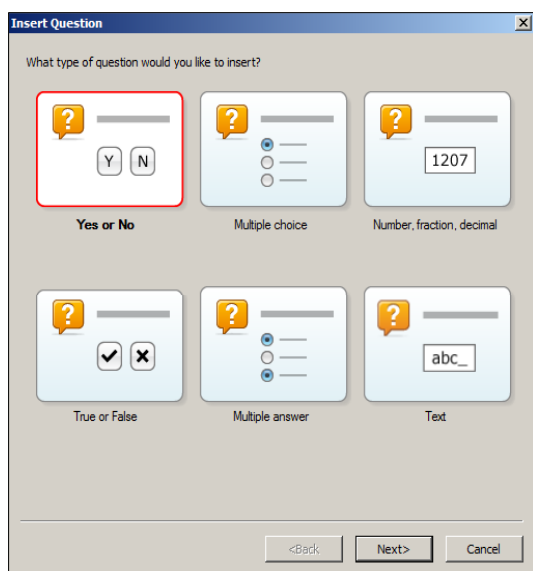 Insert Question
What type of question would you like to insert?
?
Y N
Yes or No
?
Multiple choice
?
1207
Number, fraction, decimal
?
True or False
?
Multiple answer
?
abc_
Text
<Back
Next>
Cancel